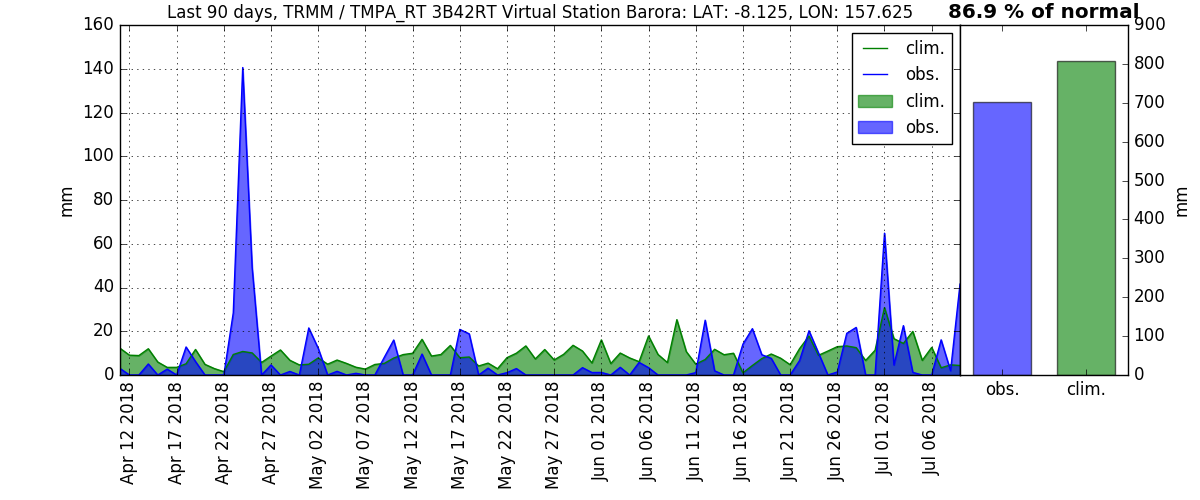 Last 90 days, TRMM / TMPA_RT 3B42RT Virtual Station Barora: LAT: -8.125, LON: 157.625
86.9 % of normal
160
140
120
100
80
60
40
20
0
mm
clim.
obs.
clim.
obs.
900
800
700
600
500
400
300
200
100
0
mm
Apr 12 2018
Apr 17 2018
Apr 22 2018
Apr 27 2018
May 02 2018
May 07 2018
May 12 2018
May 17 2018
May 22 2018
May 27 2018
Jun 01 2018
Jun 06 2018
Jun 11 2018
Jun 16 2018
Jun 21 2018
Jun 26 2018
Jul 01 2018
Jul 06 2018
obs.
clim.